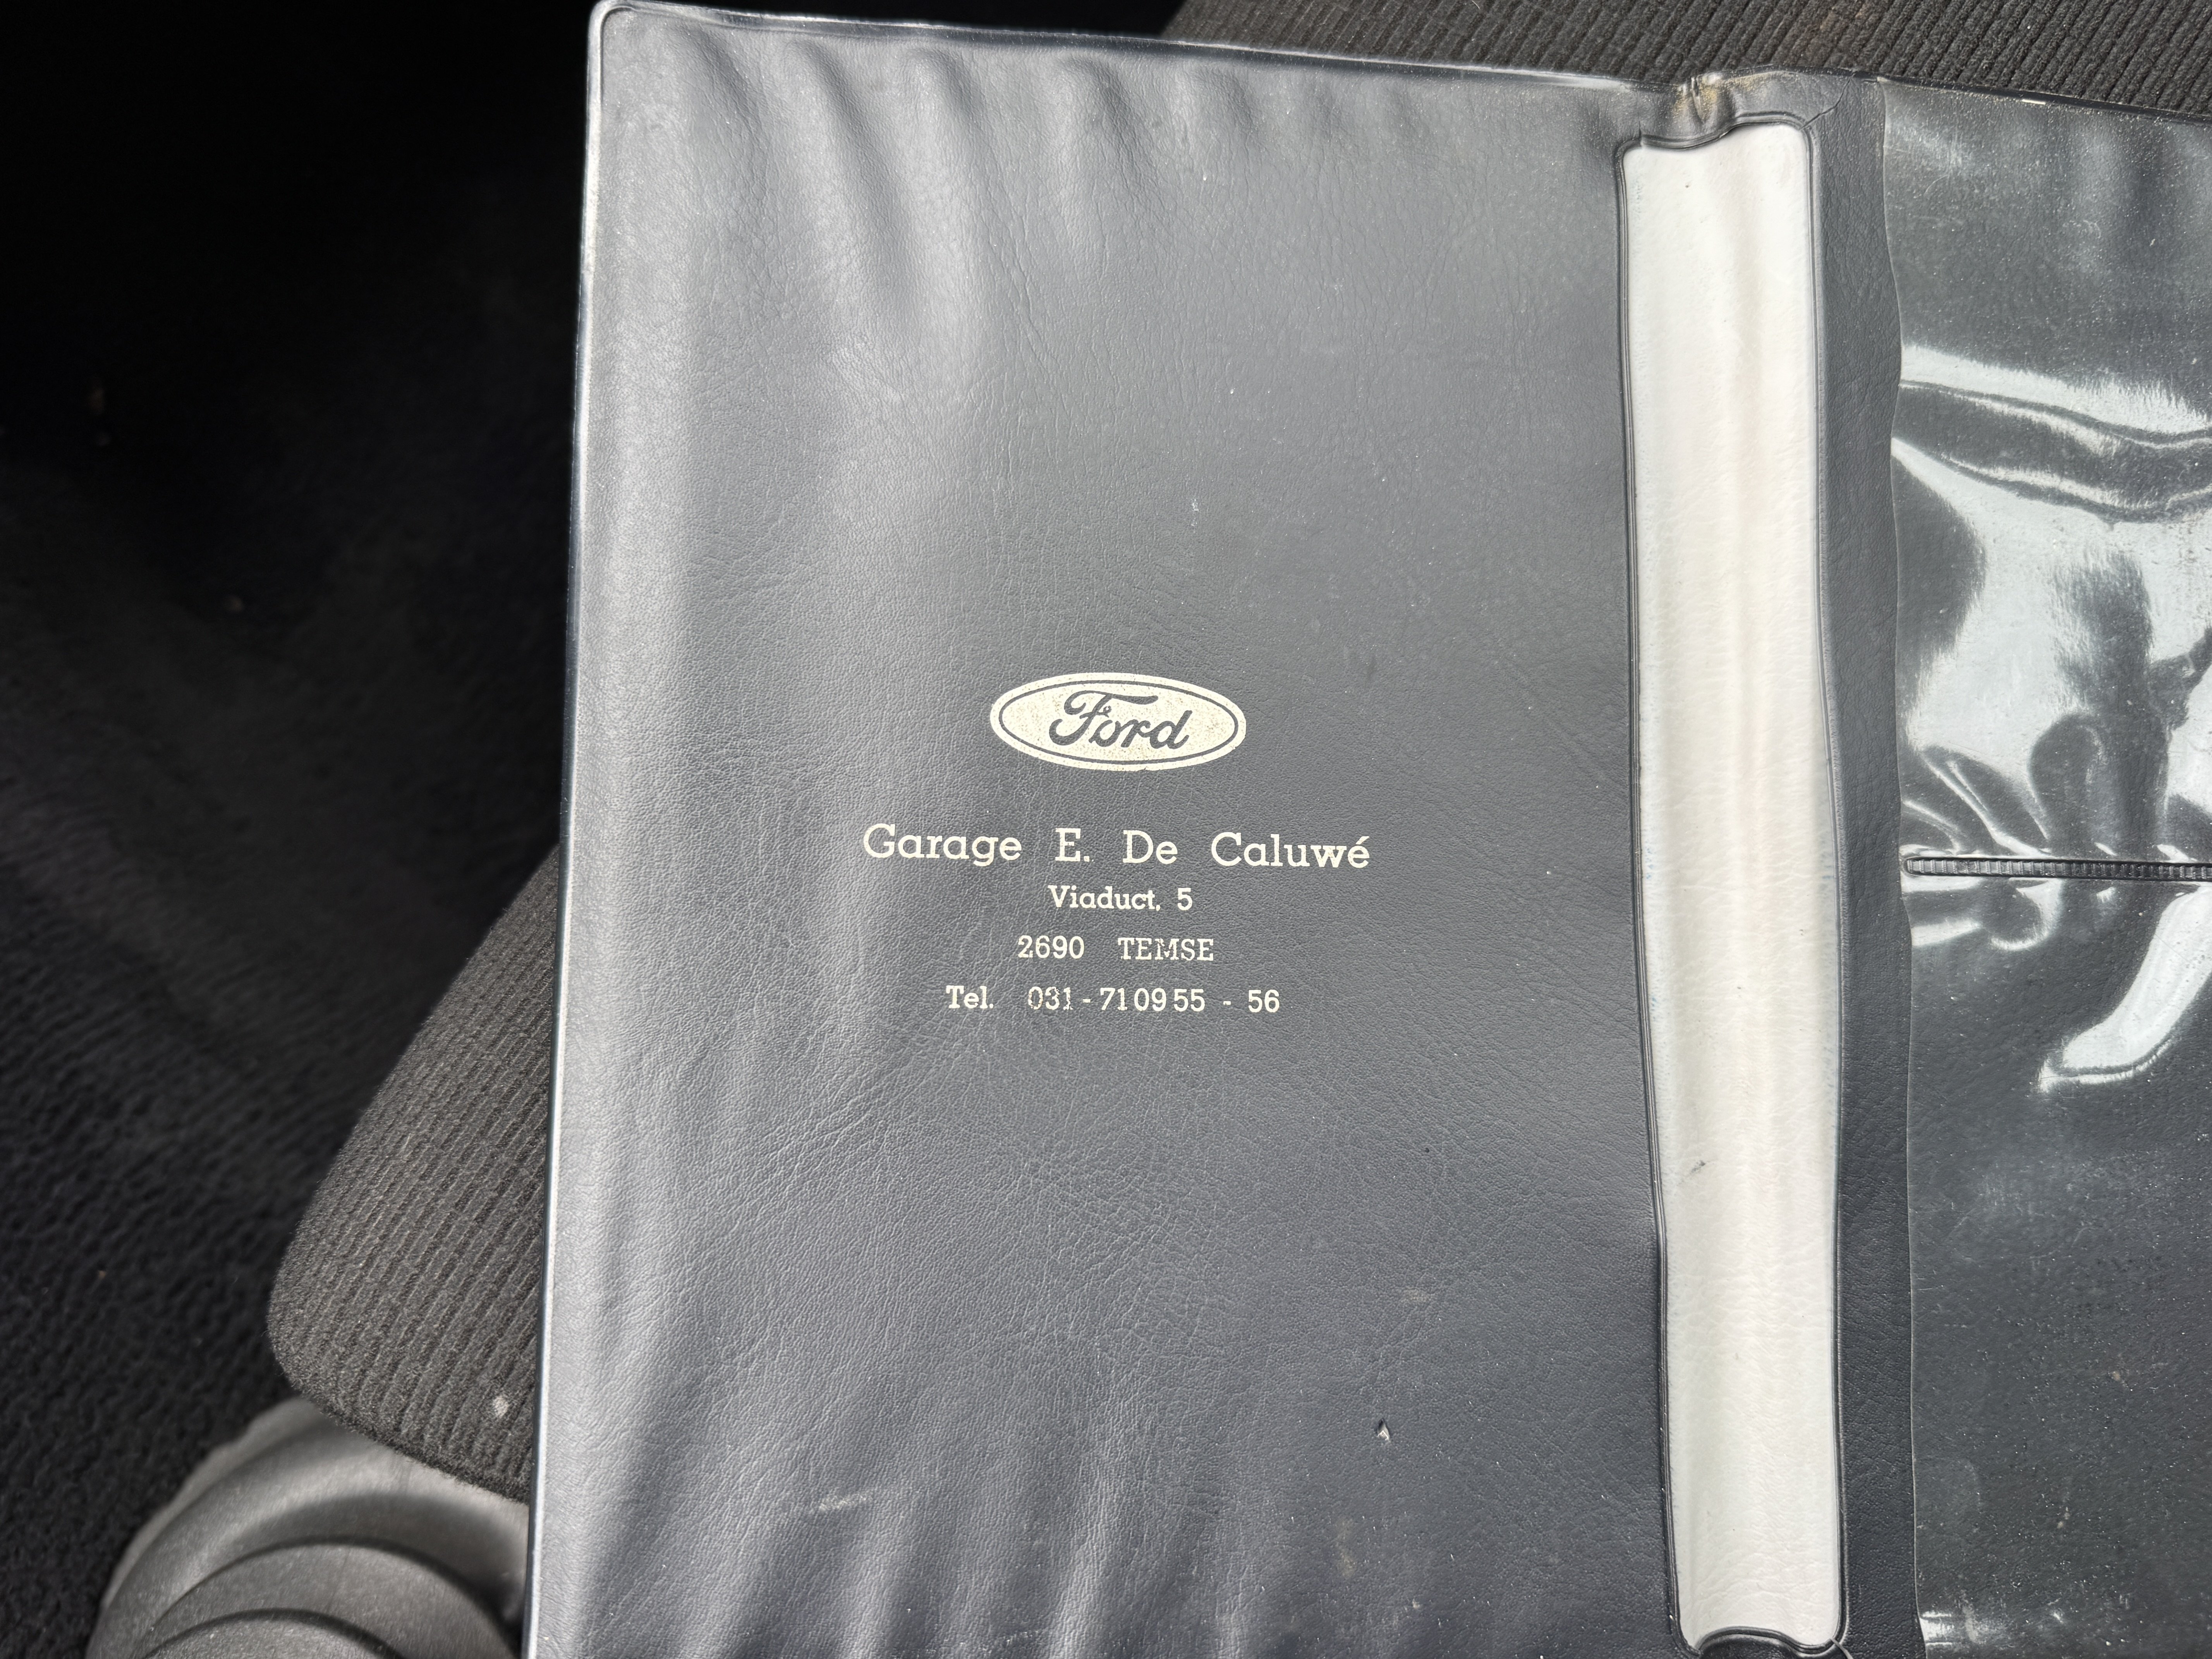 Ford
Garage E. De Caluwé
Viaduct, 5
2690 TEMSE
Tel. 031-710955 - 56